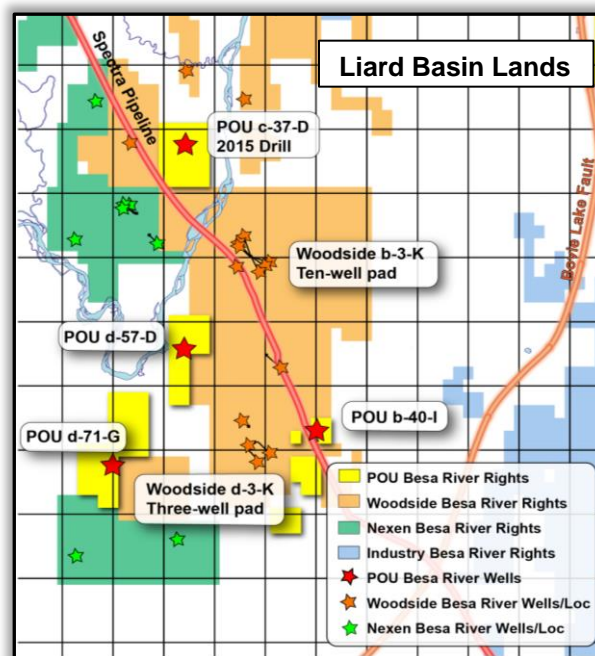 Liard Basin Lands
Spectra Pipeline
POU c-37-D
2015 Drill
Bovie Lake Fault
Woodside b-3-K
Ten-well pad
POU d-57-D
POU b-40-I
POU d-71-G
Woodside d-3-K
Three-well pad
POU Besa River Rights
Woodside Besa River Rights
Nexen Besa River Rights
Industry Besa River Rights
POU Besa River Wells
Woodside Besa River Wells/Loc
Nexen Besa River Wells/Loc